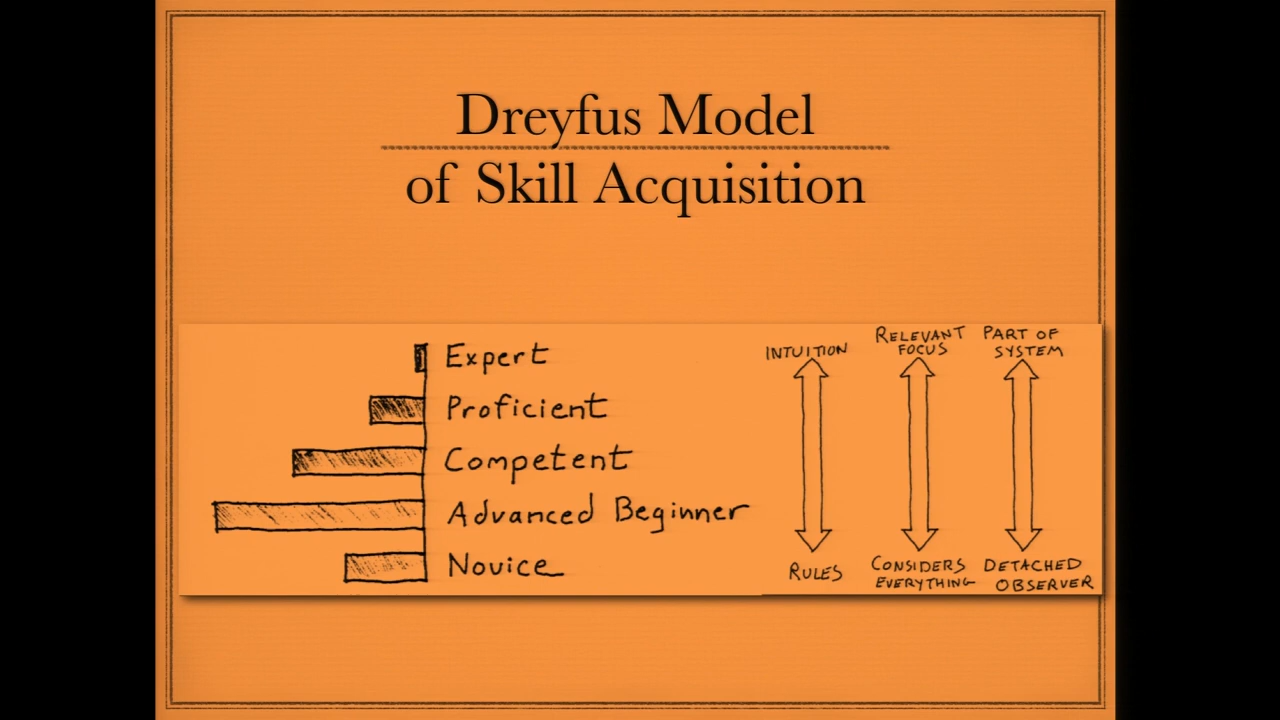 Dreyfus Model
of Skill Acquisition
Expert
Proficient
Competent
Advanced Beginner
Novice
INTUITION
RELEVANT
FOCUS
PART OF
SYSTEM
RULES
CONSIDERS
EVERYTHING
DETACHED
OBSERVER